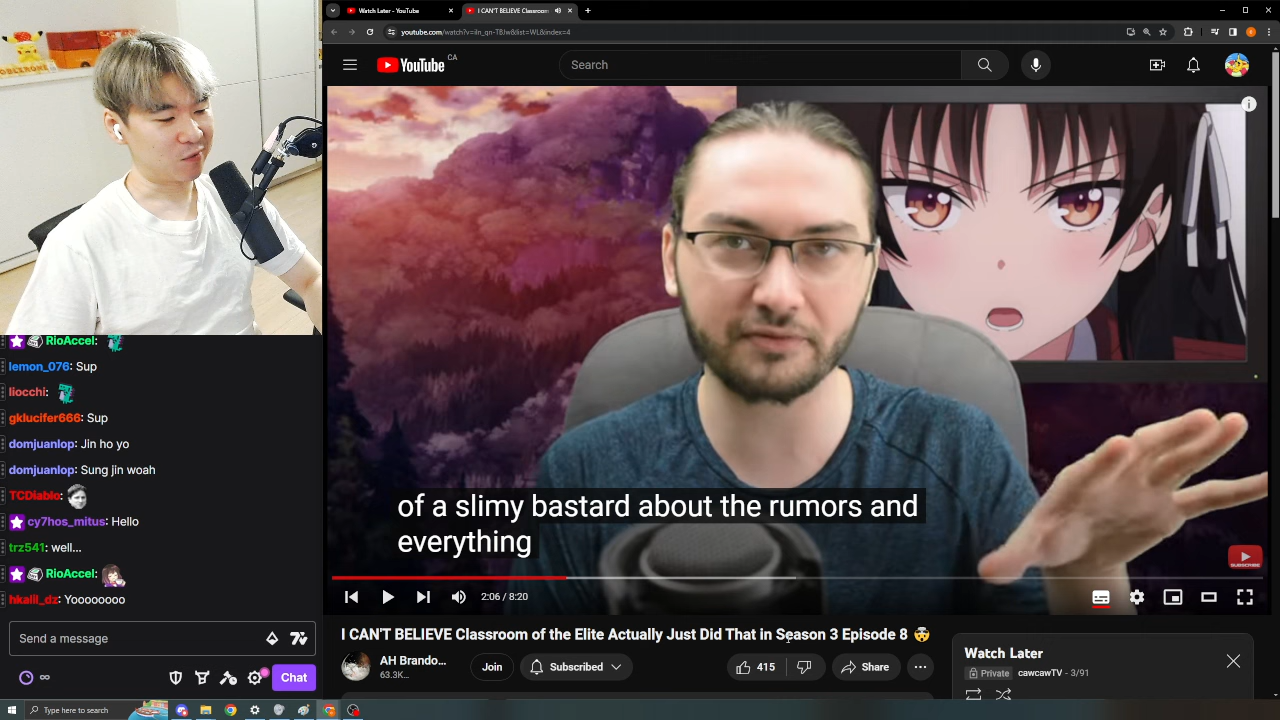 Watch Later - YouTube
I CAN'T BELIEVE Classroom
youtube.com/watch?v=iIn_qn-TBJw&list=WL&index=4
YouTube CA
Search
of a slimy bastard about the rumors and
everything
SUBSCRIBE
2:06 / 8:20
I CAN'T BELIEVE Classroom of the Elite Actually Just Did That in Season 3 Episode 8 🤯
AH Brando...
63.3K...
Join
Subscribed
415
Share
Watch Later
Private cawcawTV - 3/91
RioAccel:
lemon_076: Sup
liocchi:
gklucifer666: Sup
domjuanlop: Jin ho yo
domjuanlop: Sung jin woah
TCDiablo:
cy7hos_mitus: Hello
trz541: well...
RioAccel:
hkalil_dz: Yoooooooo
Send a message
Chat
Type here to search